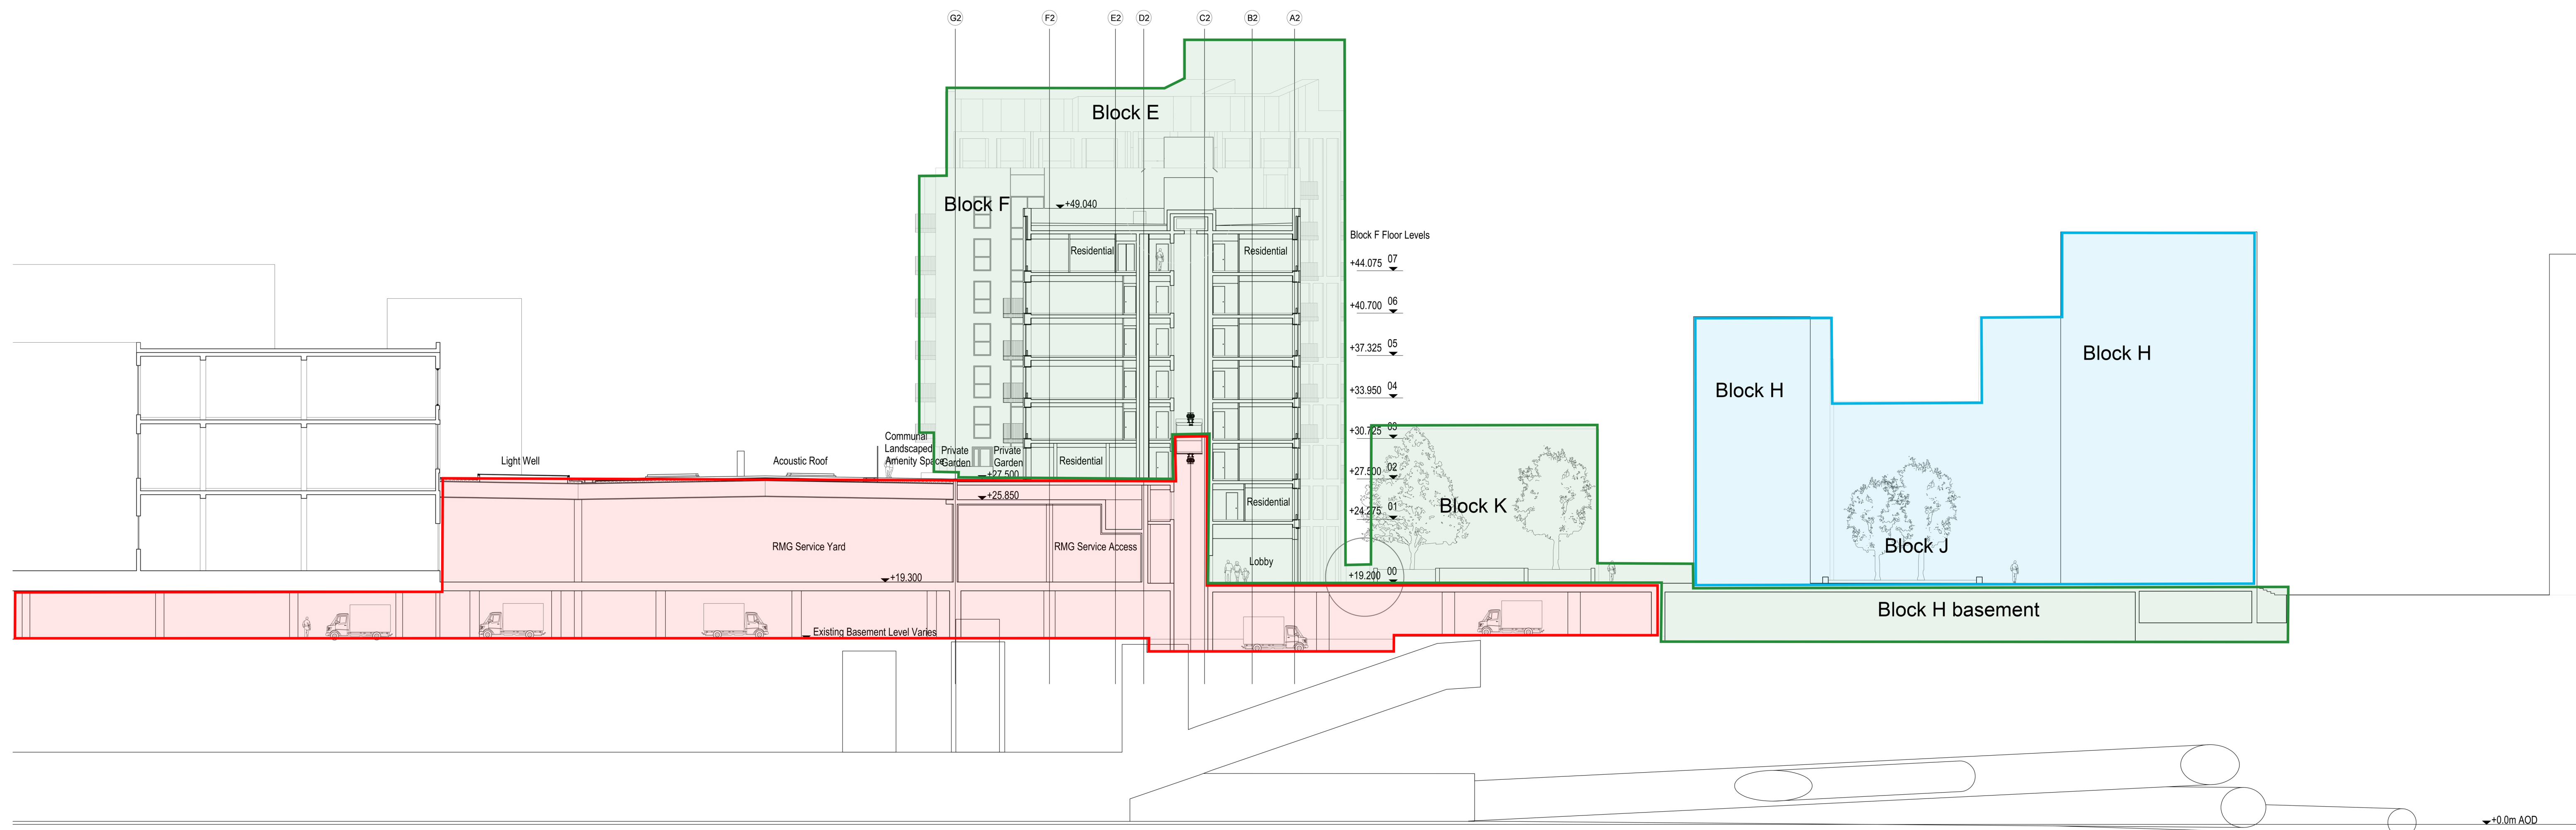 G2
F2
E2
D2
C2
B2
A2
Block E
Block F
+49.040
Residential
Residential
Block F Floor Levels
+44.075 07
+40.700 06
+37.325 05
+33.950 04
+30.725 03
+27.500 02
+24.275 01
+19.200 00
Block H
Block H
Block K
Block J
Communal
Landscaped
Amenity Space
Private
Garden
Private
Garden
Residential
Light Well
Acoustic Roof
+27.500
+25.850
Residential
RMG Service Yard
RMG Service Access
Lobby
+19.300
Block H basement
Existing Basement Level Varies
+0.0m AOD